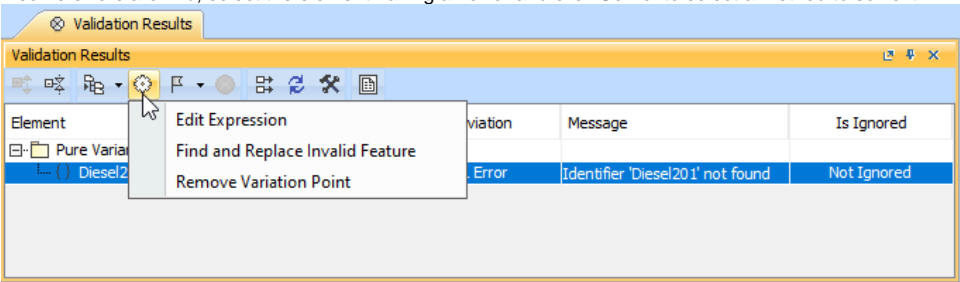 Validation Results
Validation Results
Element viation Message Is Ignored
Edit Expression
Pure Varian
Find and Replace Invalid Feature
Diesel2 Error Identifier 'Diesel201' not found Not Ignored
Remove Variation Point